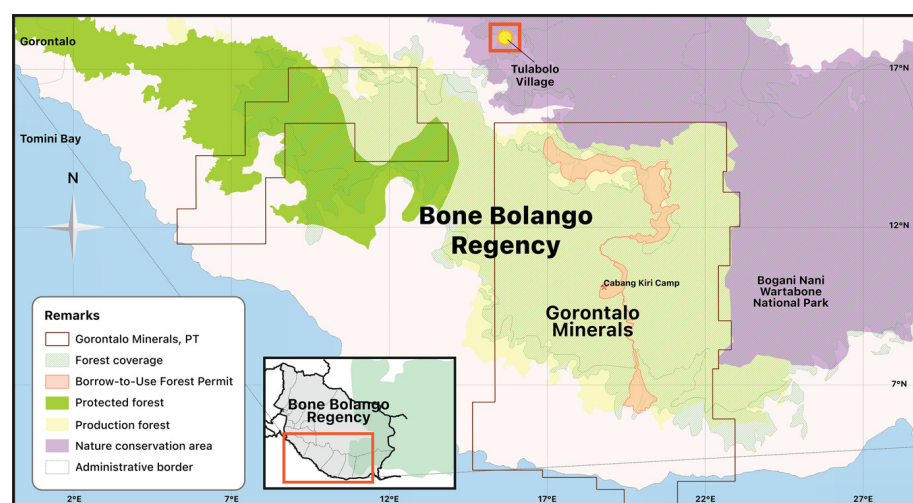 Gorontalo
Tulabolo
Village
17°N
Tomini Bay
N
Bone Bolango
Regency
12°N
Cabang Kiri Camp
Bogani Nani
Wartabone
National Park
Gorontalo
Minerals
Remarks
Gorontalo Minerals, PT
Forest coverage
Borrow-to-Use Forest Permit
Protected forest
Production forest
Nature conservation area
Administrative border
Bone Bolango
Regency
7°N
2°E
7°E
12°E
17°E
22°E
26°E